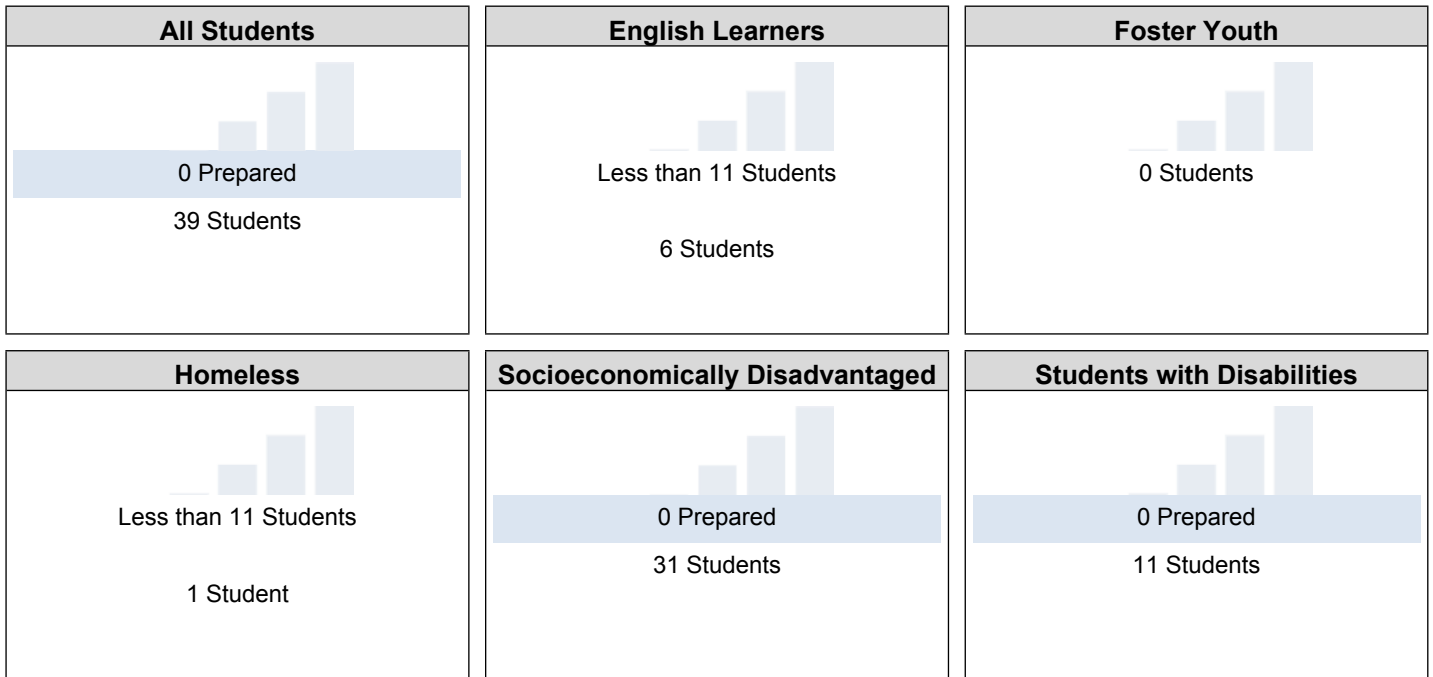 All Students
0 Prepared
39 Students
English Learners
Less than 11 Students
6 Students
Foster Youth
0 Students
Homeless
Less than 11 Students
1 Student
Socioeconomically Disadvantaged
0 Prepared
31 Students
Students with Disabilities
0 Prepared
11 Students